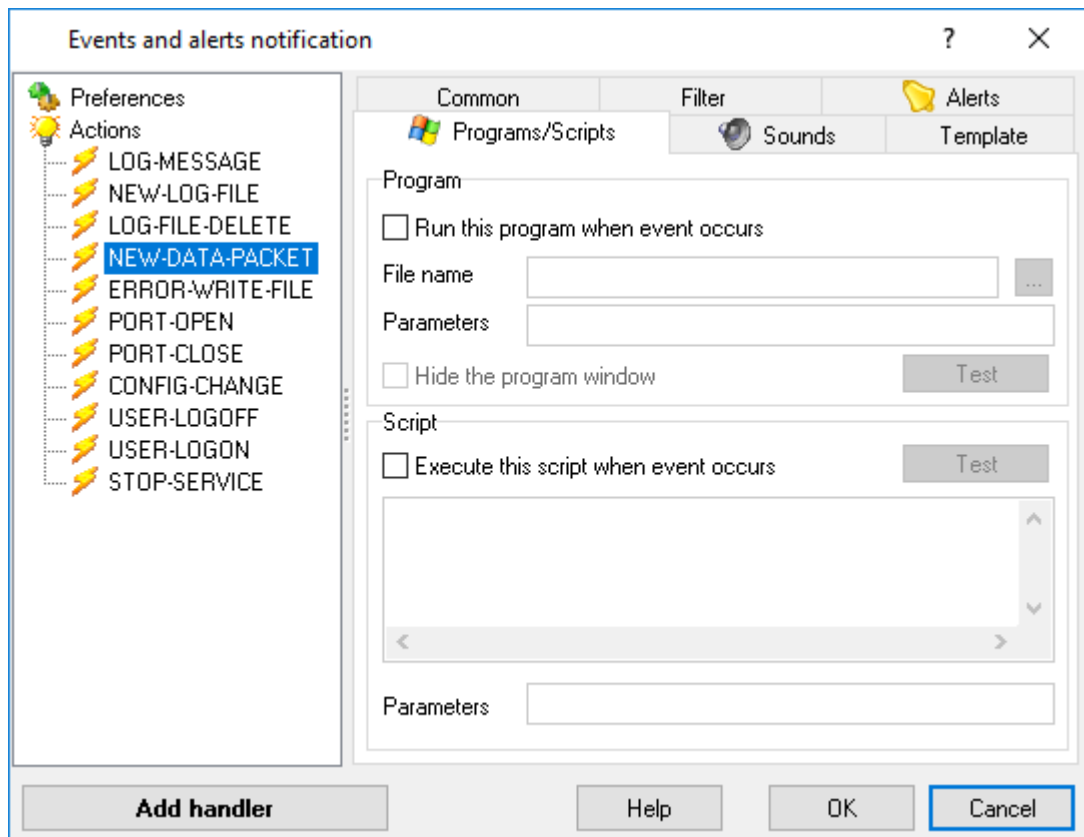 Events and alerts notification
Preferences
Actions
LOG-MESSAGE
NEW-LOG-FILE
LOG-FILE-DELETE
NEW-DATA-PACKET
ERROR-WRITE-FILE
PORT-OPEN
PORT-CLOSE
CONFIG-CHANGE
USER-LOGOFF
USER-LOGON
STOP-SERVICE
Common Filter Alerts
Programs/Scripts Sounds Template
Program
Run this program when event occurs
File name ...
Parameters
Hide the program window Test
Script
Execute this script when event occurs Test
Parameters
Add handler Help OK Cancel